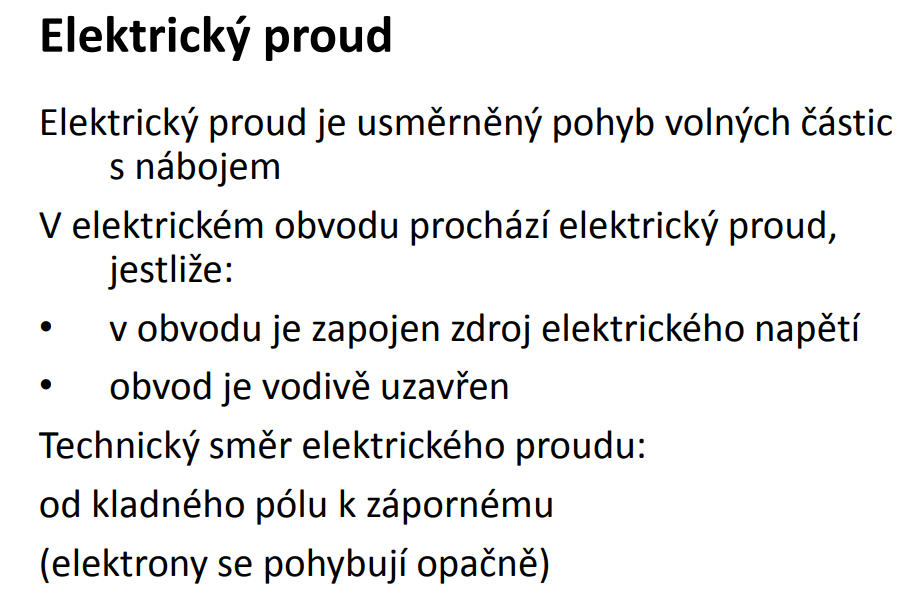 Elektrický proud
Elektrický proud je usměrněný pohyb volných částic
s nábojem
V elektrickém obvodu prochází elektrický proud,
jestliže:
• v obvodu je zapojen zdroj elektrického napětí
• obvod je vodivě uzavřen
Technický směr elektrického proudu:
od kladného pólu k zápornému
(elektrony se pohybují opačně)